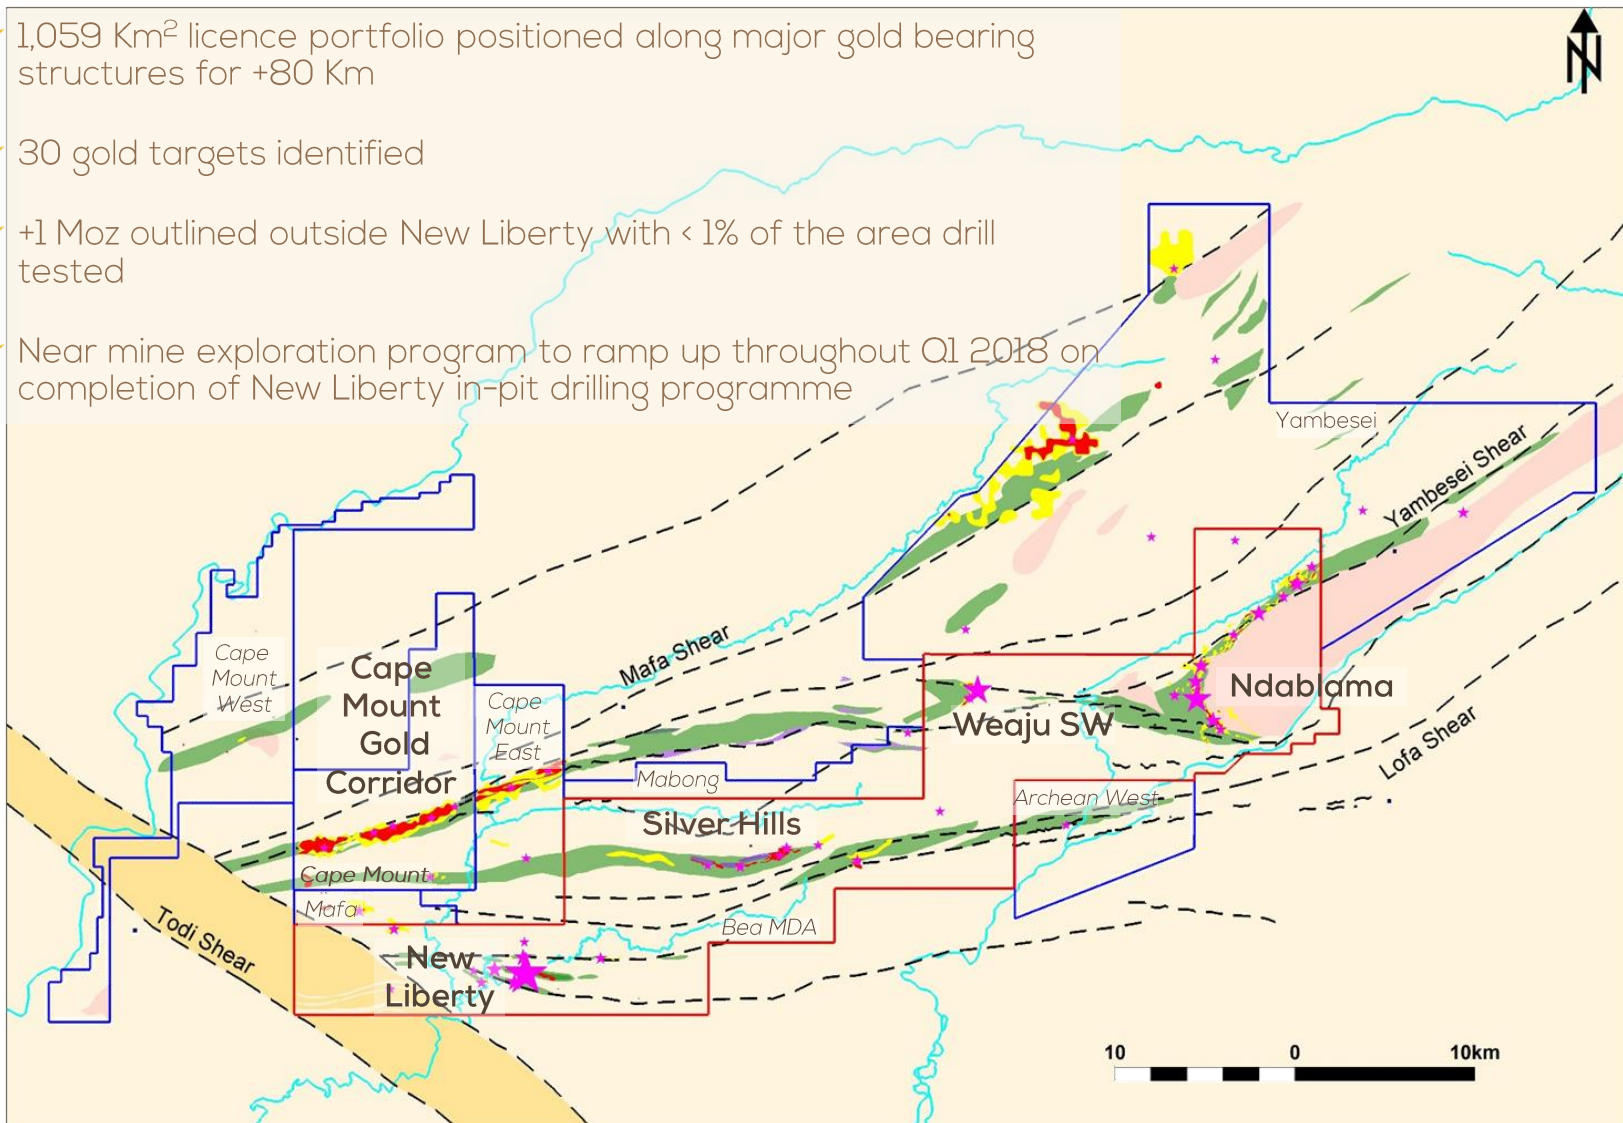 1,059 Km² licence portfolio positioned along major gold bearing
structures for +80 Km
30 gold targets identified
+1 Moz outlined outside New Liberty with < 1% of the area drill
tested
Near mine exploration program to ramp up throughout Q1 2018 on
completion of New Liberty in-pit drilling programme
N
Yambesei
Yambesei Shear
Cape
Mount
West
Cape
Mount
Gold
Corridor
Cape
Mount
East
Mafa Shear
Ndablama
Weaju SW
Lofa Shear
Mabong
Archean West
Silver Hills
Cape Mount
Mafa
Bea MDA
Todi Shear
New
Liberty
10 0 10km